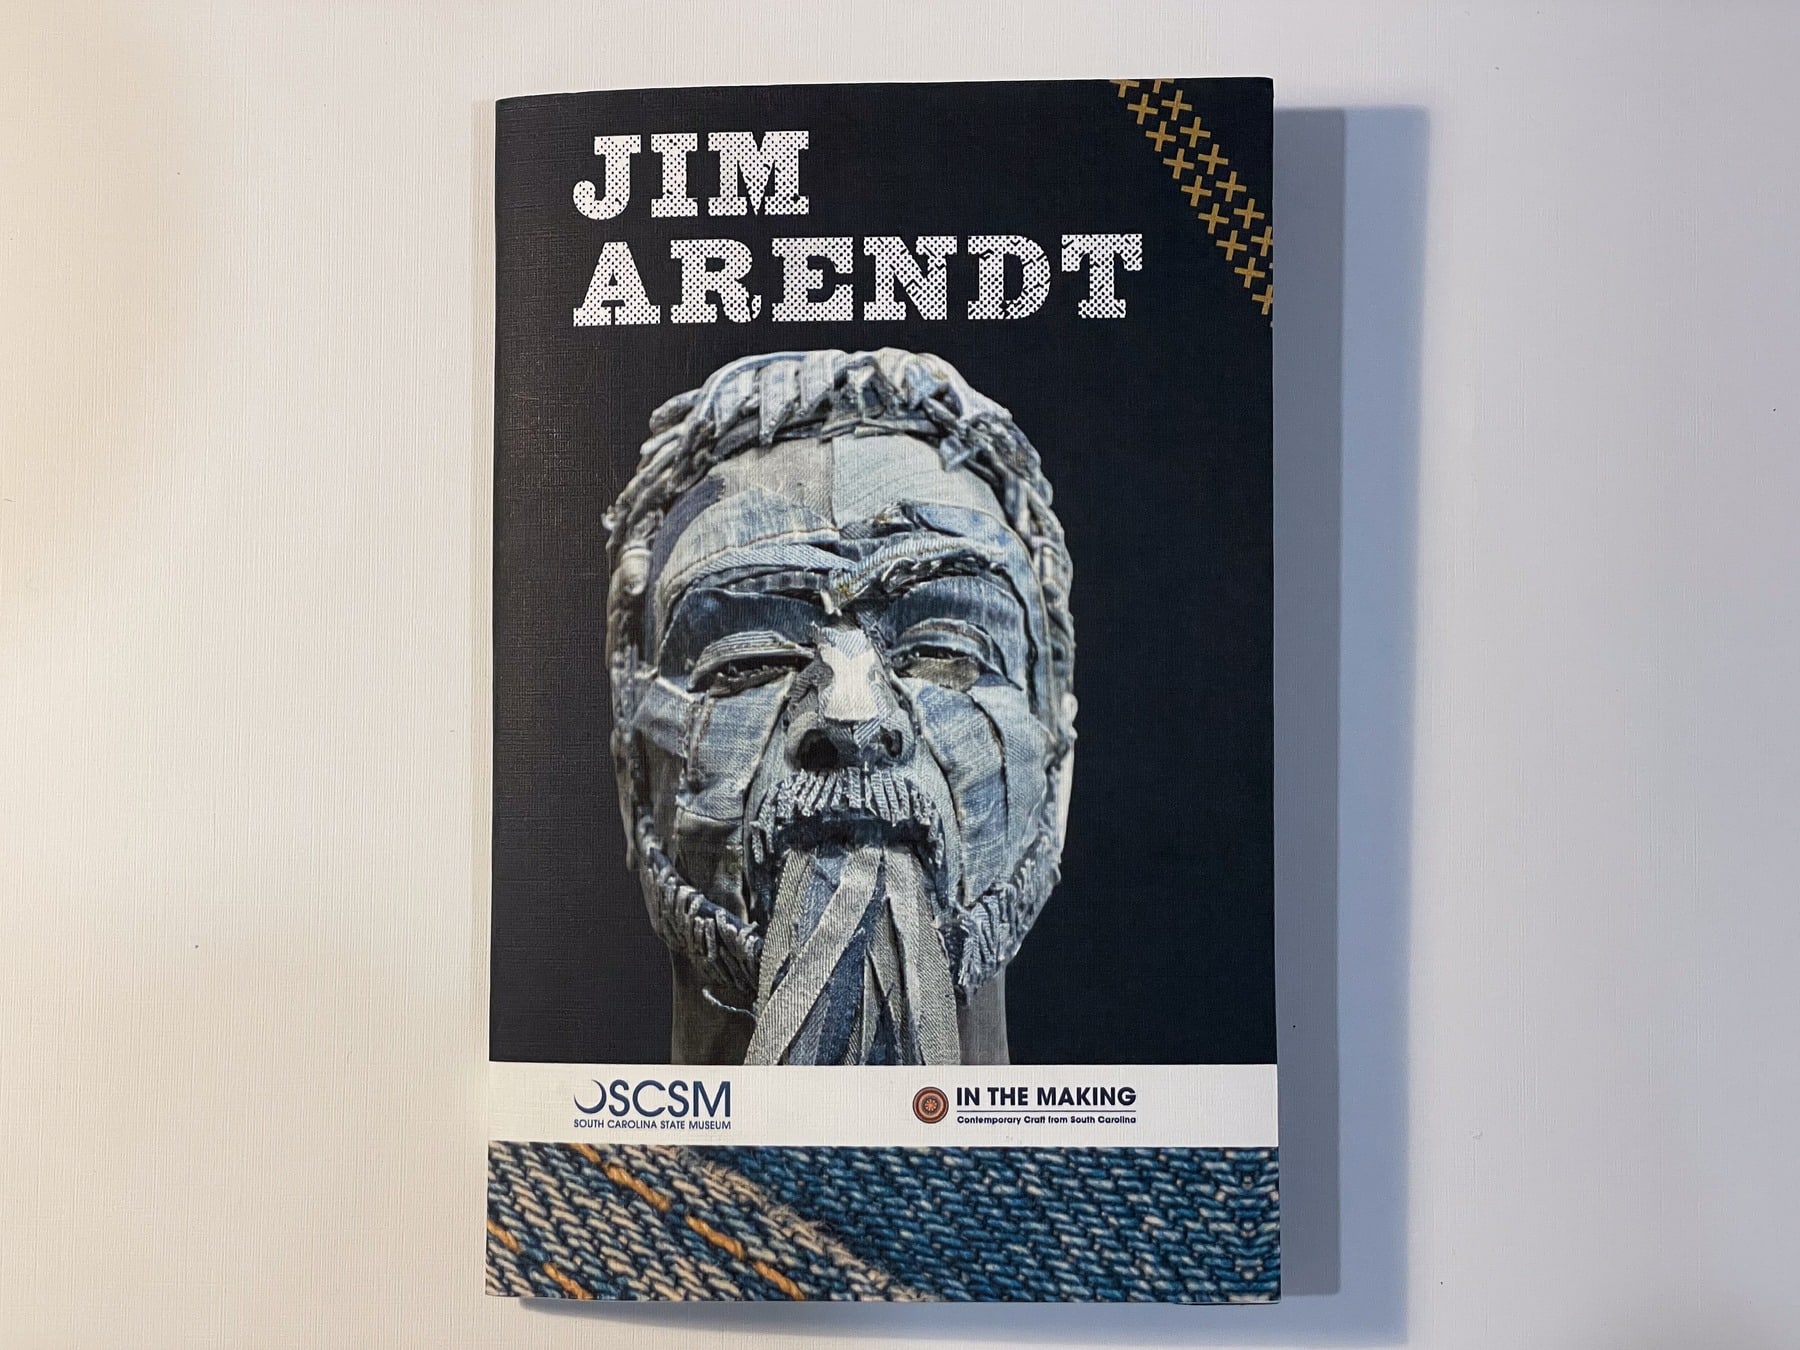 JIM
ARENDT
SCSM
SOUTH CAROLINA STATE MUSEUM
IN THE MAKING
Contemporary Craft from South Carolina